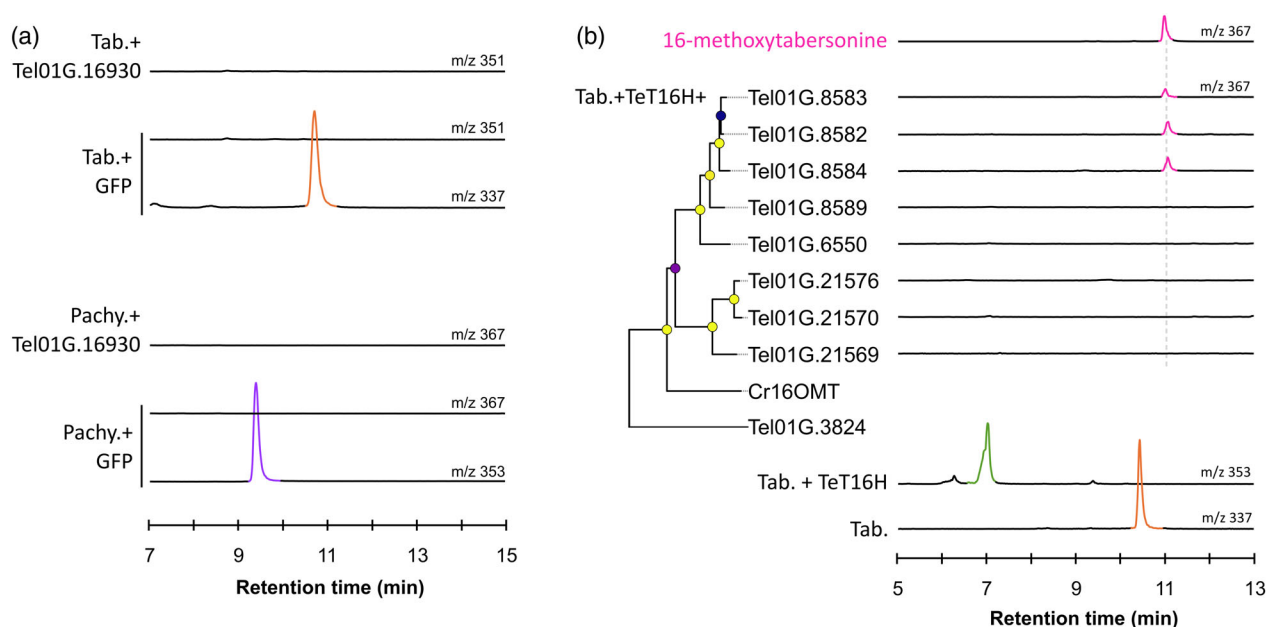 (a)
Tab.+
Tel01G.16930
m/z 351
m/z 351
Tab.+
GFP
m/z 337
Pachy.+
Tel01G.16930
m/z 367
m/z 367
Pachy.+
GFP
m/z 353
7 9 11 13 15
Retention time (min)
(b)
16-methoxytabersonine
m/z 367
Tab.+TeT16H+
Tel01G.8583
m/z 367
Tel01G.8582
Tel01G.8584
Tel01G.8589
Tel01G.6550
Tel01G.21576
Tel01G.21570
Tel01G.21569
Cr16OMT
Tel01G.3824
Tab. + TeT16H
m/z 353
Tab.
m/z 337
5 7 9 11 13
Retention time (min)